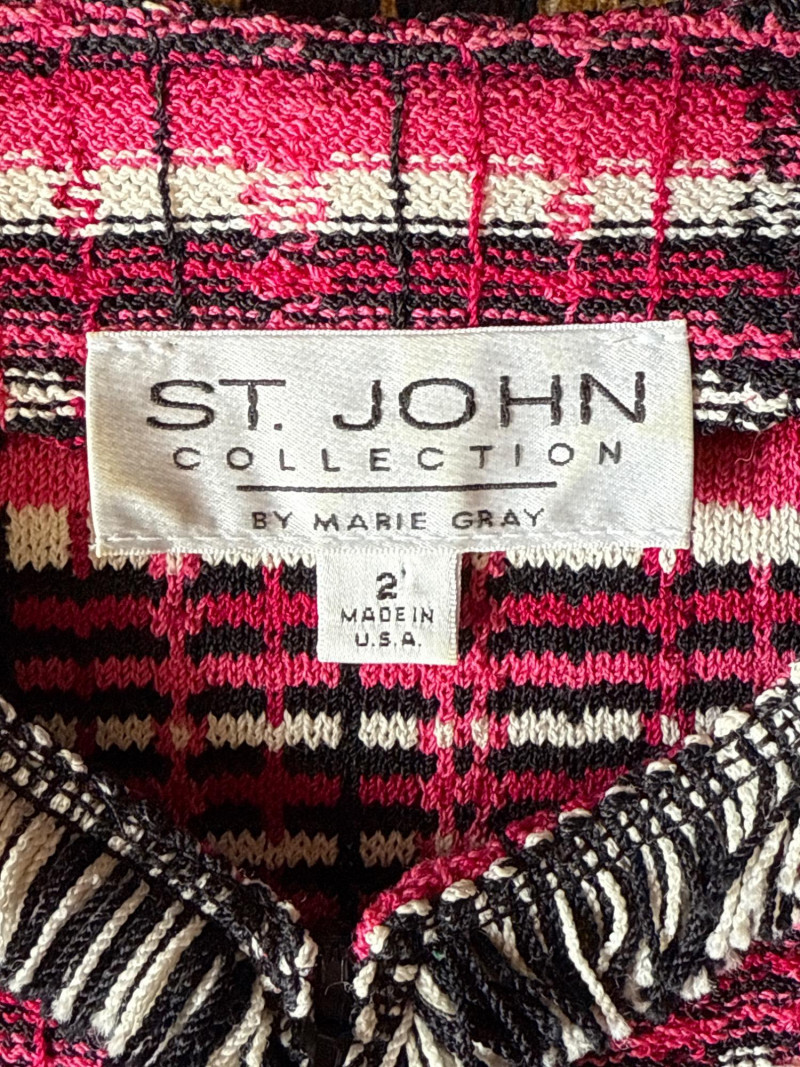 ST. JOHN
COLLECTION
BY MARIE GRAY
2
MADE IN
U.S.A.